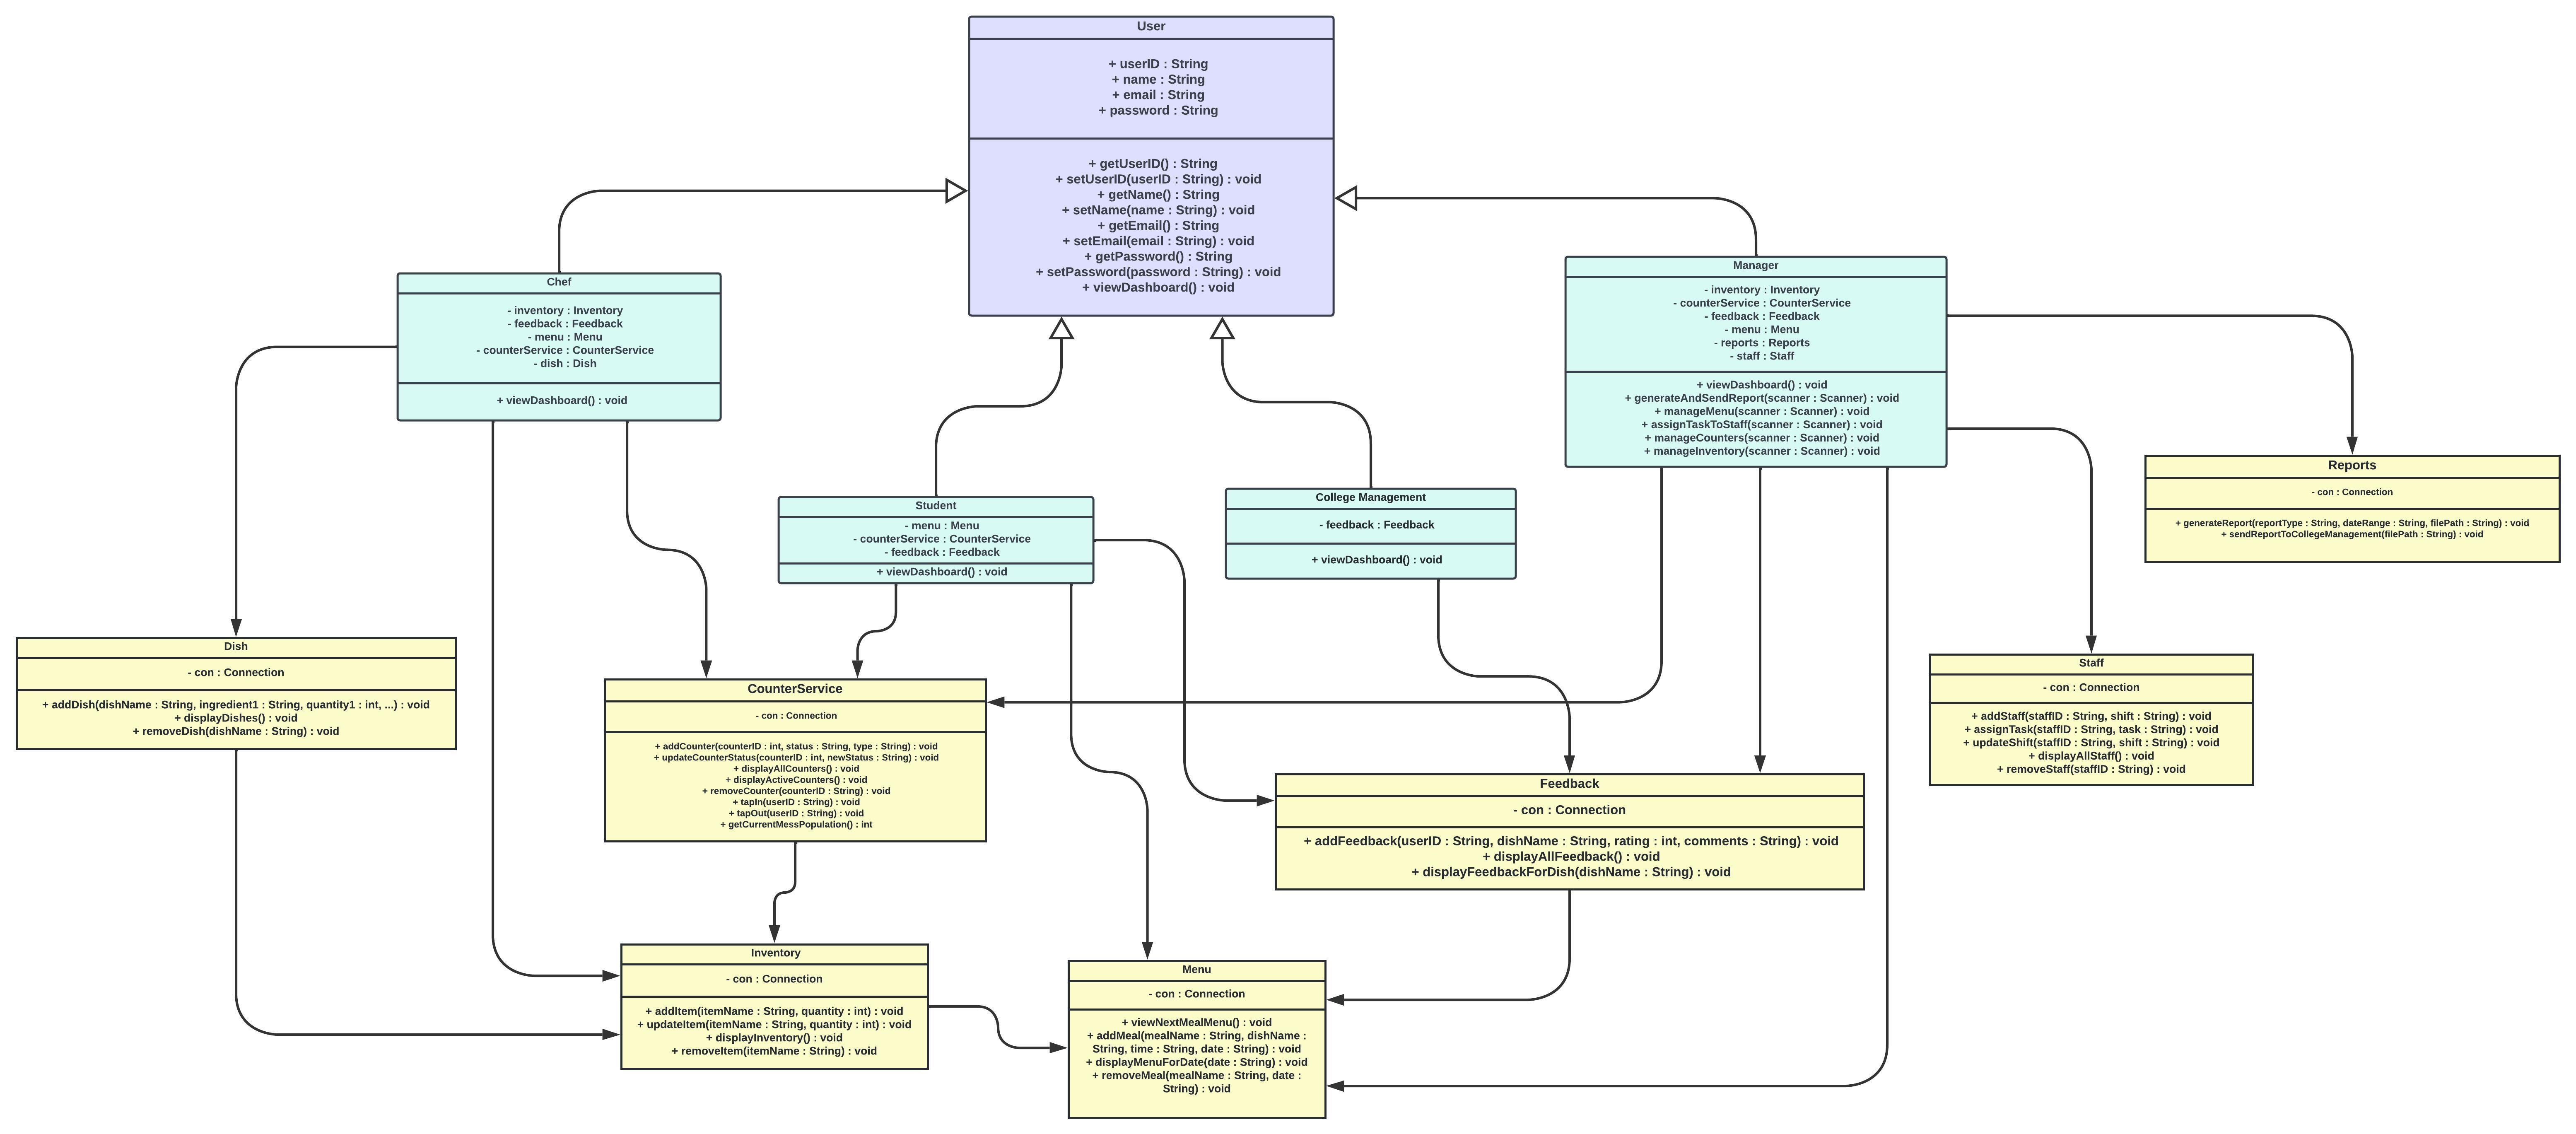 User
+ userID : String
+ name : String
+ email : String
+ password : String
+ getUserID() : String
+ setUserID(userID : String) : void
+ getName() : String
+ setName(name : String) : void
+ getEmail() : String
+ setEmail(email : String) : void
+ getPassword() : String
+ setPassword(password : String) : void
+ viewDashboard() : void
Chef
- inventory : Inventory
- feedback : Feedback
- menu : Menu
- counterService : CounterService
- dish : Dish
+ viewDashboard() : void
Manager
- inventory : Inventory
- counterService : CounterService
- feedback : Feedback
- menu : Menu
- reports : Reports
- staff : Staff
+ viewDashboard() : void
+ generateAndSendReport(scanner : Scanner) : void
+ manageMenu(scanner : Scanner) : void
+ assignTaskToStaff(scanner : Scanner) : void
+ manageCounters(scanner : Scanner) : void
+ manageInventory(scanner : Scanner) : void
Student
- menu : Menu
- counterService : CounterService
- feedback : Feedback
+ viewDashboard() : void
College Management
- feedback : Feedback
+ viewDashboard() : void
Reports
- con : Connection
+ generateReport(reportType : String, dateRange : String, filePath : String) : void
+ sendReportToCollegeManagement(filePath : String) : void
Dish
- con : Connection
+ addDish(dishName : String, ingredient1 : String, quantity1 : int, ...) : void
+ displayDishes() : void
+ removeDish(dishName : String) : void
CounterService
- con : Connection
+ addCounter(counterID : int, status : String, type : String) : void
+ updateCounterStatus(counterID : int, newStatus : String) : void
+ displayAllCounters() : void
+ displayActiveCounters() : void
+ removeCounter(counterID : String) : void
+ tapIn(userID : String) : void
+ tapOut(userID : String) : void
+ getCurrentMessPopulation() : int
Staff
- con : Connection
+ addStaff(staffID : String, shift : String) : void
+ assignTask(staffID : String, task : String) : void
+ updateShift(staffID : String, shift : String) : void
+ displayAllStaff() : void
+ removeStaff(staffID : String) : void
Feedback
- con : Connection
+ addFeedback(userID : String, dishName : String, rating : int, comments : String) : void
+ displayAllFeedback() : void
+ displayFeedbackForDish(dishName : String) : void
Inventory
- con : Connection
+ addItem(itemName : String, quantity : int) : void
+ updateItem(itemName : String, quantity : int) : void
+ displayInventory() : void
+ removeItem(itemName : String) : void
Menu
- con : Connection
+ viewNextMealMenu() : void
+ addMeal(mealName : String, dishName :
String, time : String, date : String) : void
+ displayMenuForDate(date : String) : void
+ removeMeal(mealName : String, date :
String) : void